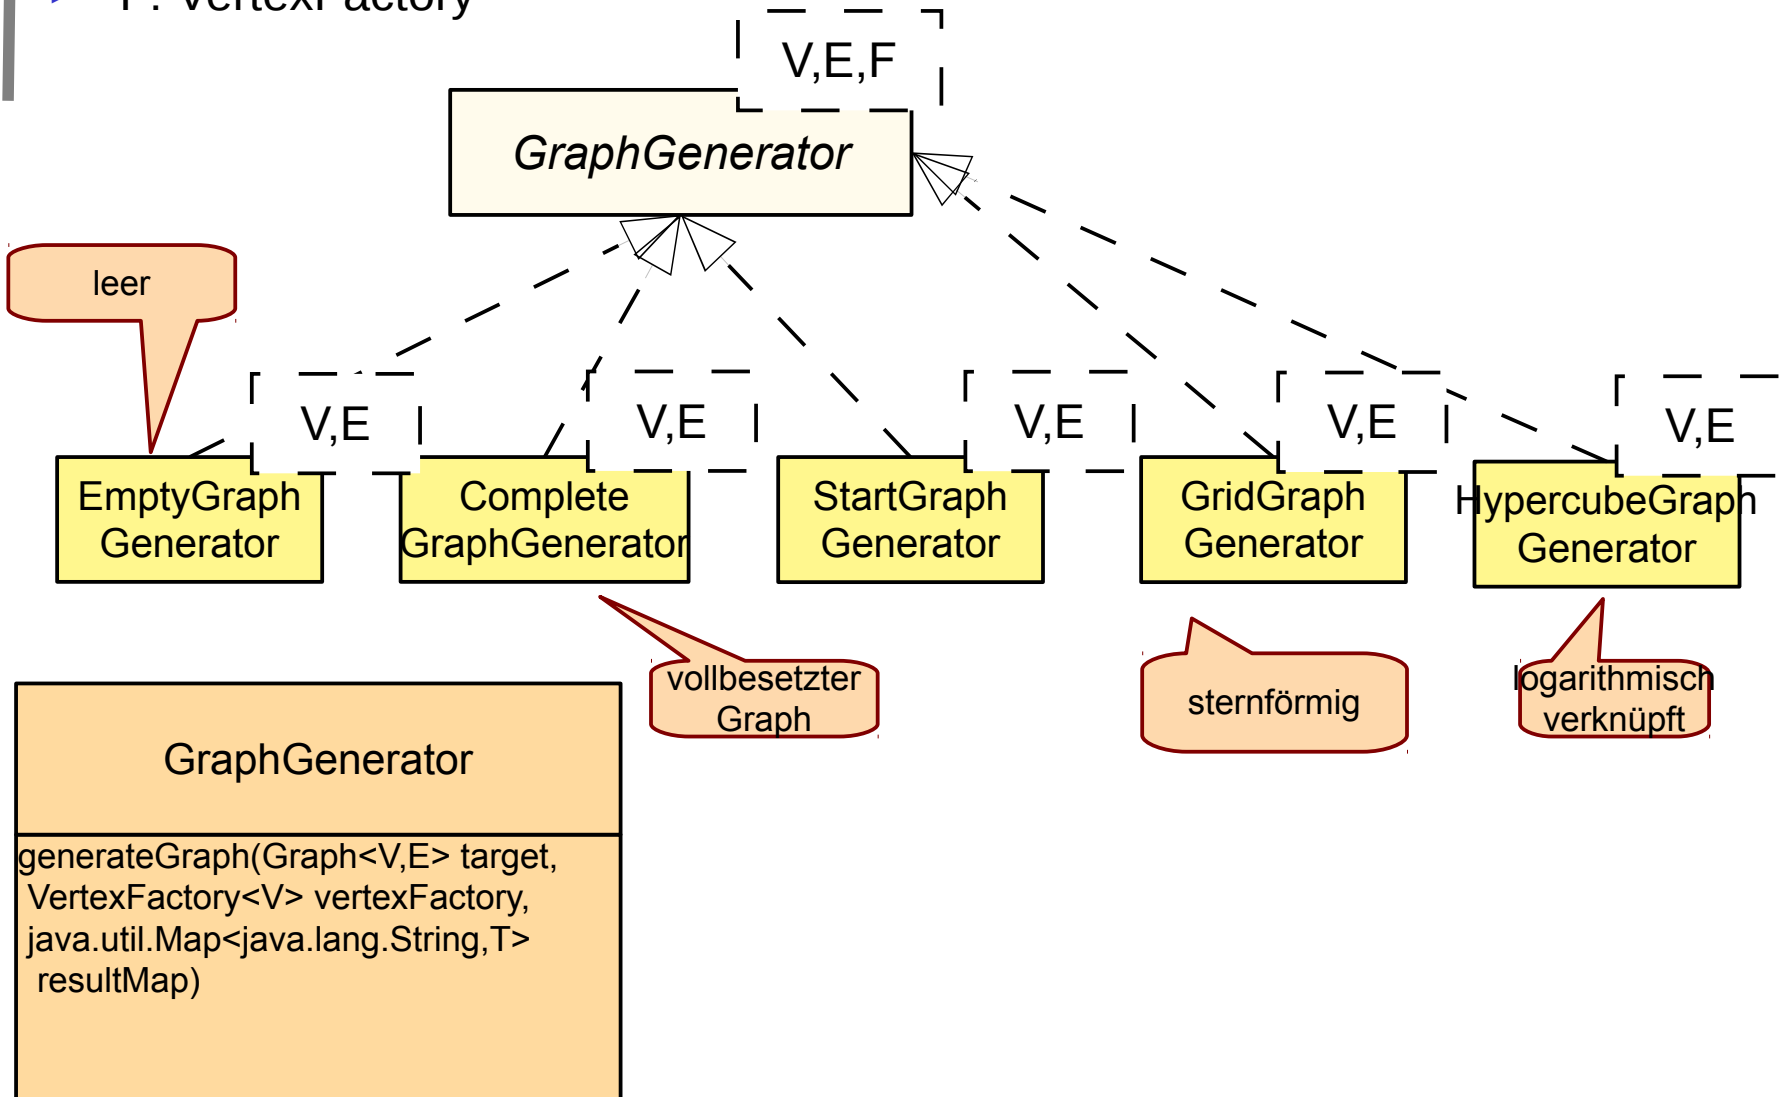 F: VertexFactory
V,E,F
GraphGenerator
leer
V,E
V,E
V,E
V,E
V,E
EmptyGraph
Generator
Complete
GraphGenerator
StartGraph
Generator
GridGraph
Generator
HypercubeGraph
Generator
vollbesetzter
Graph
sternförmig
logarithmisch
verknüpft
GraphGenerator
generateGraph(Graph<V,E> target,
VertexFactory<V> vertexFactory,
java.util.Map<java.lang.String,T>
resultMap)